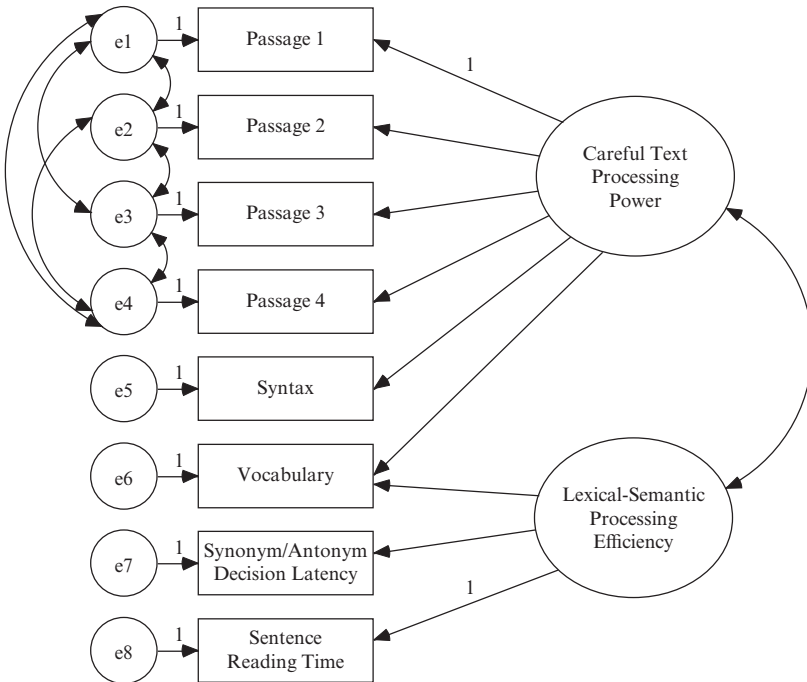 e1
1
Passage 1
1
e2
1
Passage 2
Careful Text
Processing
Power
e3
1
Passage 3
e4
1
Passage 4
e5
1
Syntax
e6
1
Vocabulary
Lexical-Semantic
Processing
Efficiency
e7
1
Synonym/Antonym
Decision Latency
1
e8
1
Sentence
Reading Time